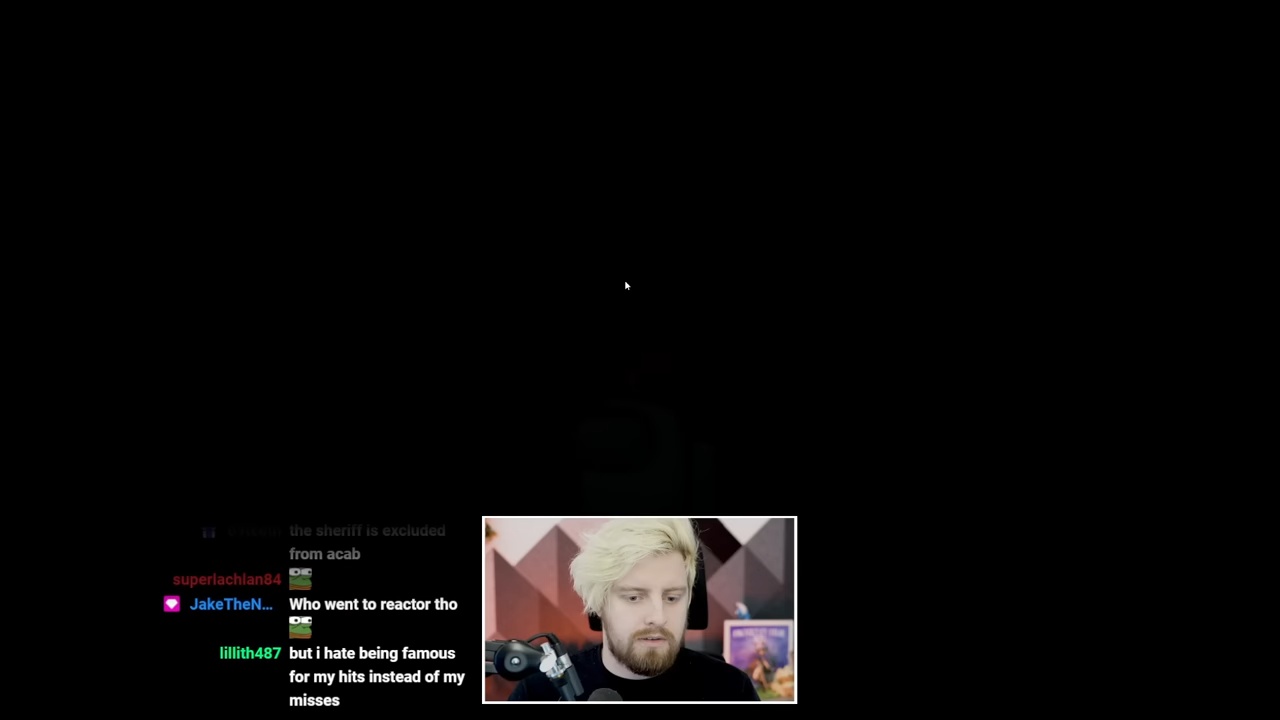 the sheriff is excluded
from acab
superlachlan84
JakeTheN... Who went to reactor tho
lillith487 but i hate being famous
for my hits instead of my
misses